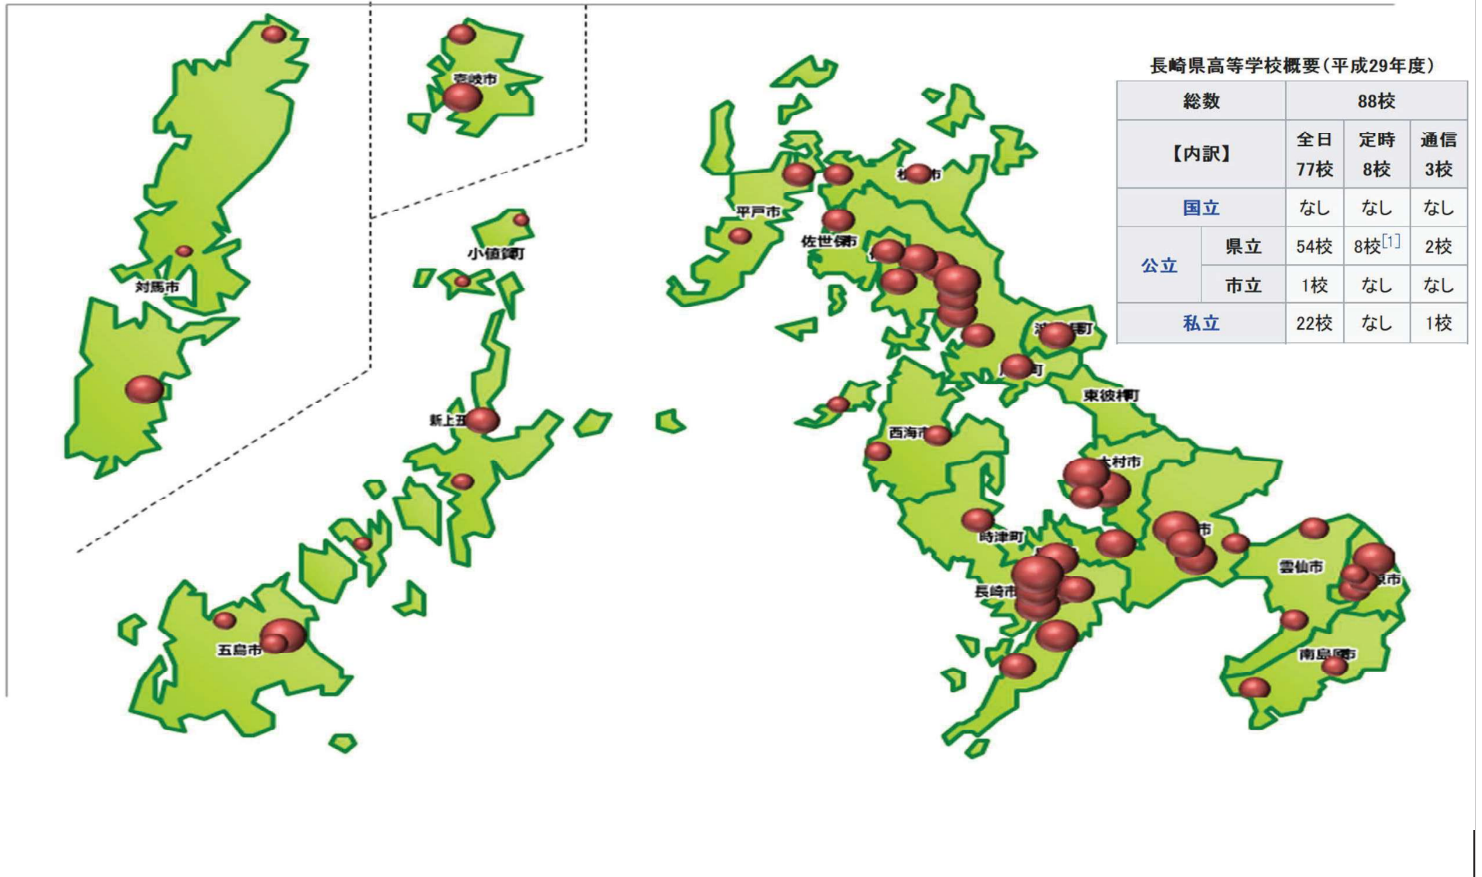 長崎県高等学校概要（平成29年度）
総数 88校
【内訳】 全日 定時 通信
77校 8校 3校
国立 なし なし なし
公立 県立 54校 8校[1] 2校
市立 1校 なし なし
私立 22校 なし 1校
壱岐市
平戸市
佐世保市
小値賀町
対馬市
東彼杵町
新上五
西海市
大村市
時津町
雲仙市
長崎市
五島市
南島原市